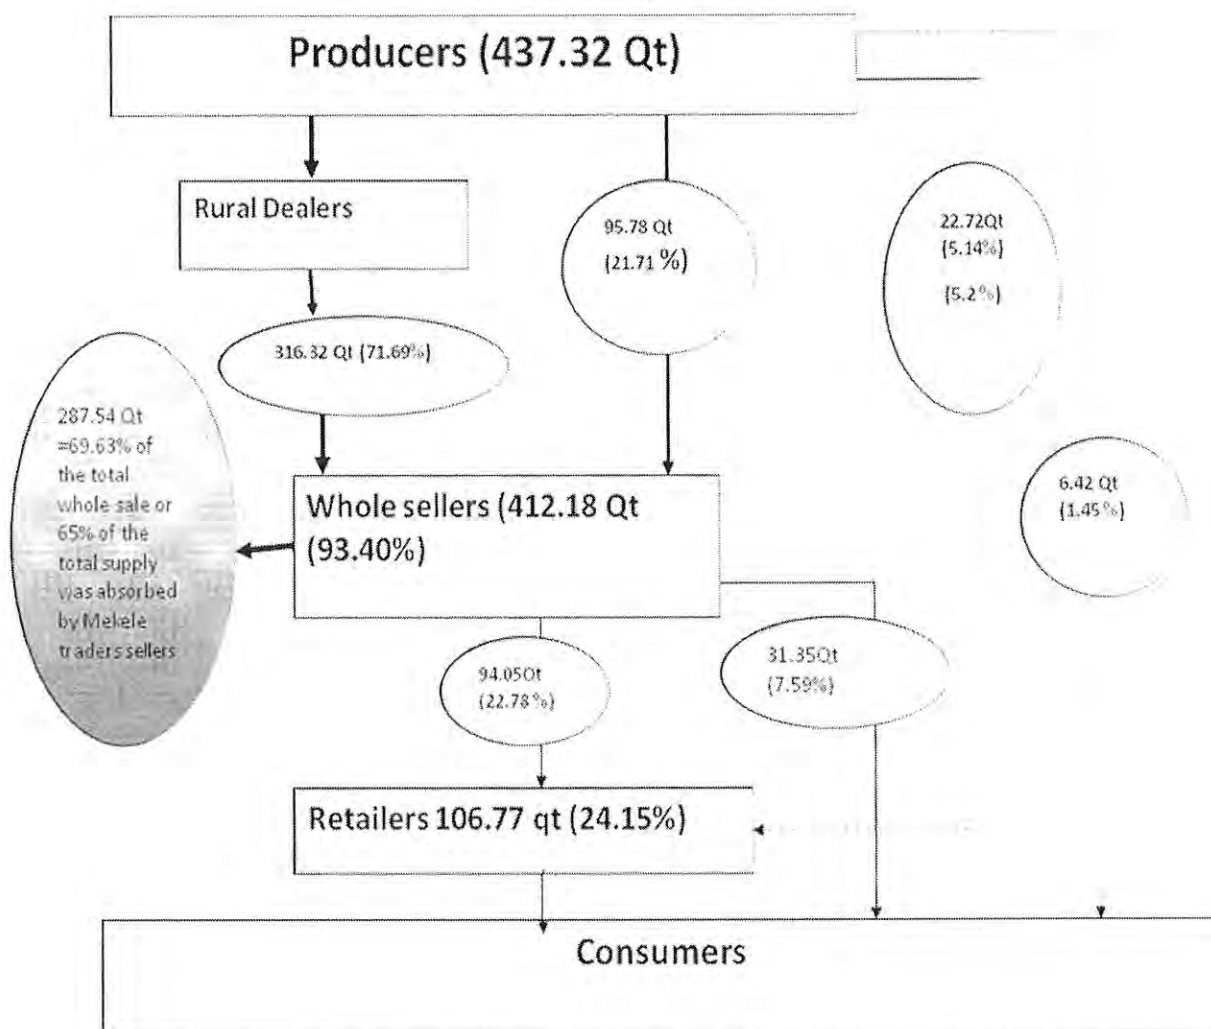 Producers (437.32 Qt)
Rural Dealers
95.78 Qt
(21.71 %)
22.72Qt
(5.14%)
(5.2%)
316.32 Qt (71.69%)
287.54 Qt
=69.63% of
the total
whole sale or
65% of the
total supply
was absorbed
by Mekele
traders sellers
Whole sellers (412.18 Qt
(93.40%)
6.42 Qt
(1.45%)
94.05Qt
(22.78%)
31.35Qt
(7.59%)
Retailers 106.77 qt (24.15%)
Consumers